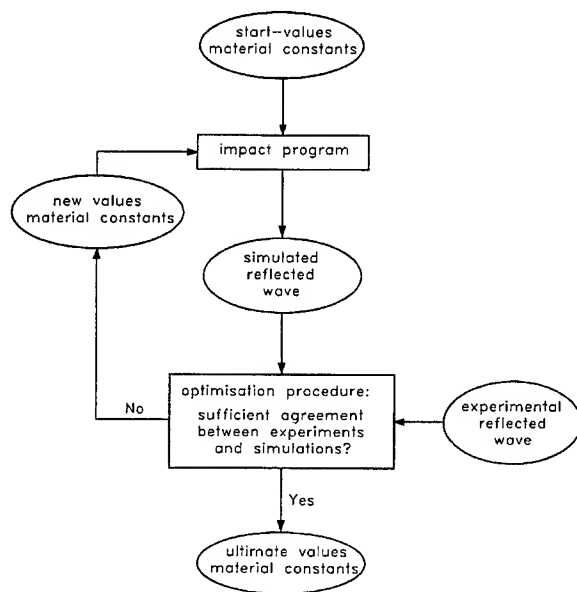 start-values
material constants
impact program
new values
material constants
simulated
reflected
wave
optimisation procedure:
sufficient agreement
between experiments
and simulations?
No
experimental
reflected
wave
Yes
ultimate values
material constants